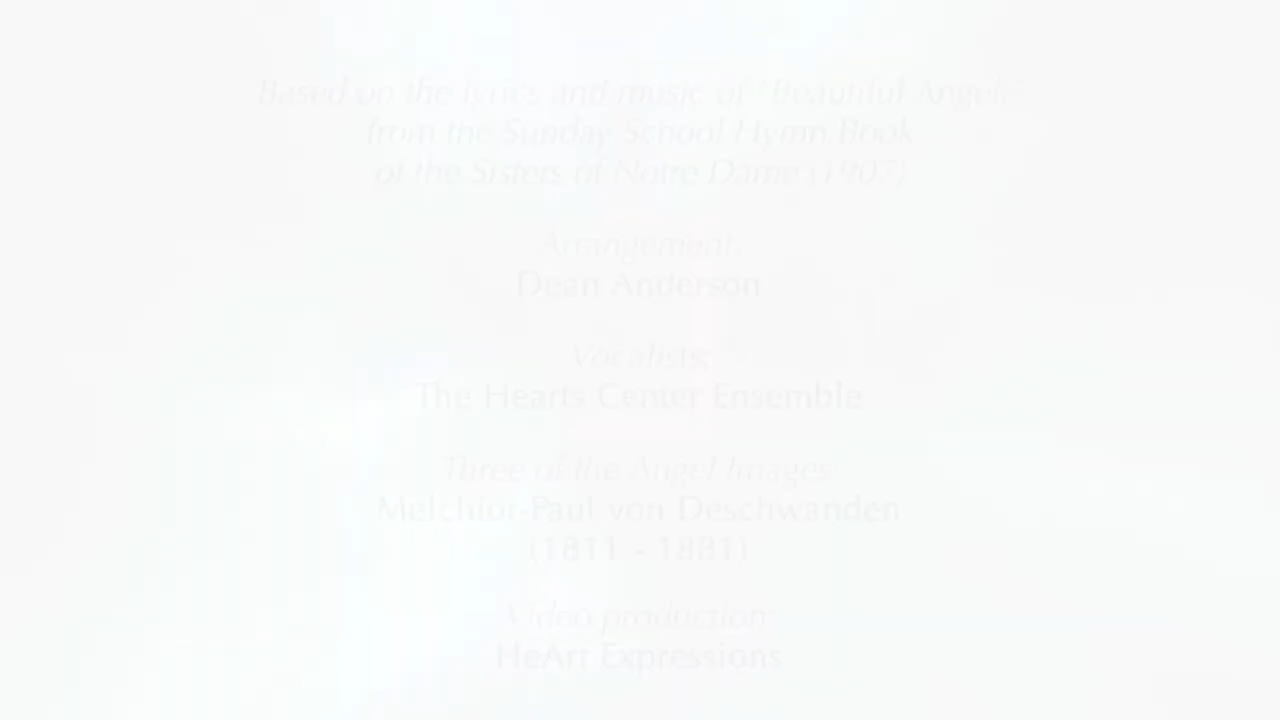 Based on the lyrics and music of "Beautiful Angels"
from the Sunday School Hymn Book
of the Sisters of Notre Dame (1907)
Arrangement:
Dean Anderson
Vocalists:
The Hearts Center Ensemble
Three of the Angel Images:
Melchior-Paul von Deschwanden
(1811 - 1881)
Video production:
HeArt Expressions